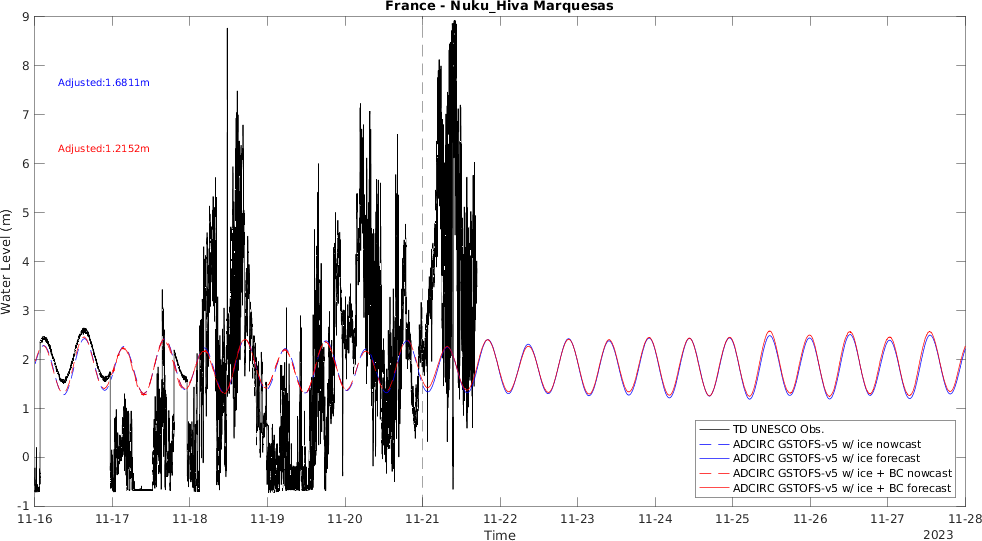 France - Nuku_Hiva Marquesas
9
8
7
6
5
4
3
2
1
0
-1
Water Level (m)
Adjusted:1.6811m
Adjusted:1.2152m
TD UNESCO Obs.
ADCIRC GSTOFS-v5 w/ ice nowcast
ADCIRC GSTOFS-v5 w/ ice forecast
ADCIRC GSTOFS-v5 w/ ice + BC nowcast
ADCIRC GSTOFS-v5 w/ ice + BC forecast
11-16 11-17 11-18 11-19 11-20 11-21 11-22 11-23 11-24 11-25 11-26 11-27 11-28
Time
2023